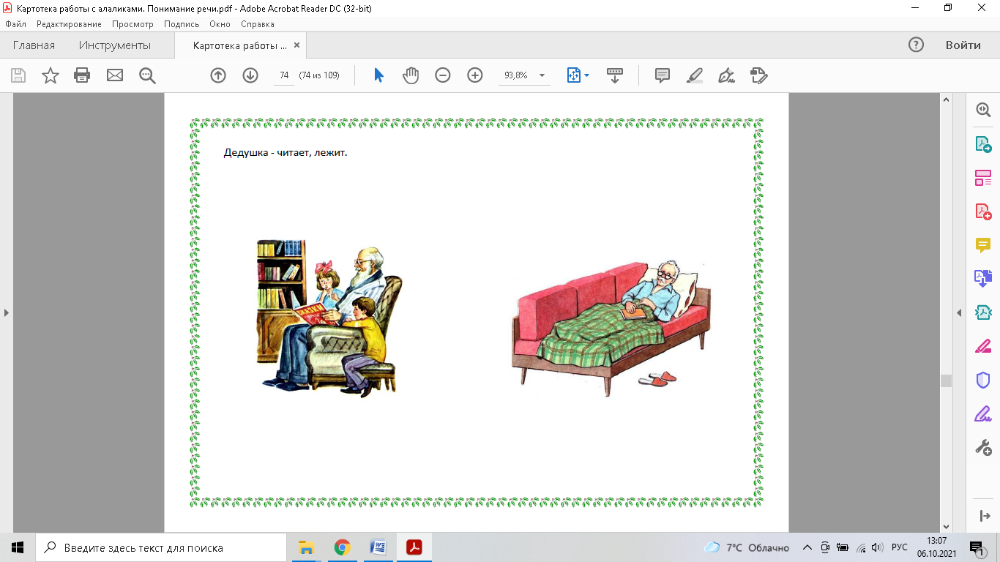 Картотека работы с алаликами. Понимание речи.pdf - Adobe Acrobat Reader DC (32-bit)
Файл Редактирование Просмотр Подпись Окно Справка
Главная Инструменты Картотека работы ... × Войти
74 (74 из 109) 93,8%
Дедушка - читает, лежит.
СКАЗКИ
Введите здесь текст для поиска
7°C Облачно
РУС
13:07
06.10.2021
1